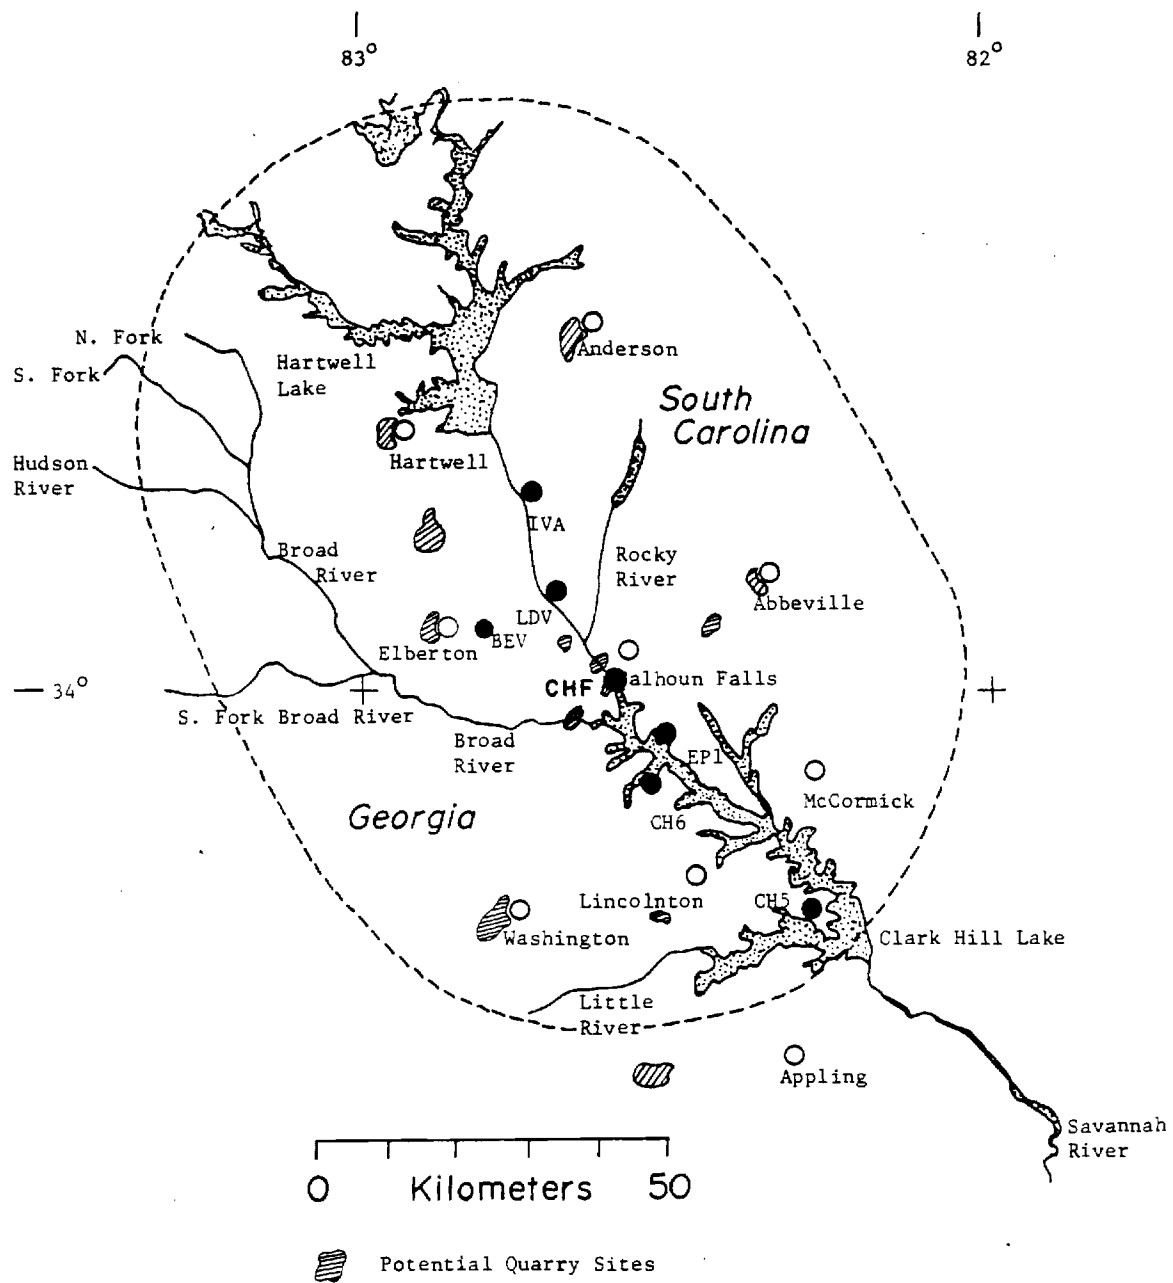 83°
82°
N. Fork
S. Fork
Hartwell
Lake
Anderson
South
Carolina
Hudson
River
Hartwell
IVA
Broad
River
Rocky
River
Abbeville
LDV
BEV
Elberton
34°
CHF
alhoun Falls
S. Fork Broad River
Broad
River
EP1
McCormick
Georgia
CH6
Lincolnton
CH5
Washington
Clark Hill Lake
Little
River
Appling
Savannah
River
0 Kilometers 50
Potential Quarry Sites